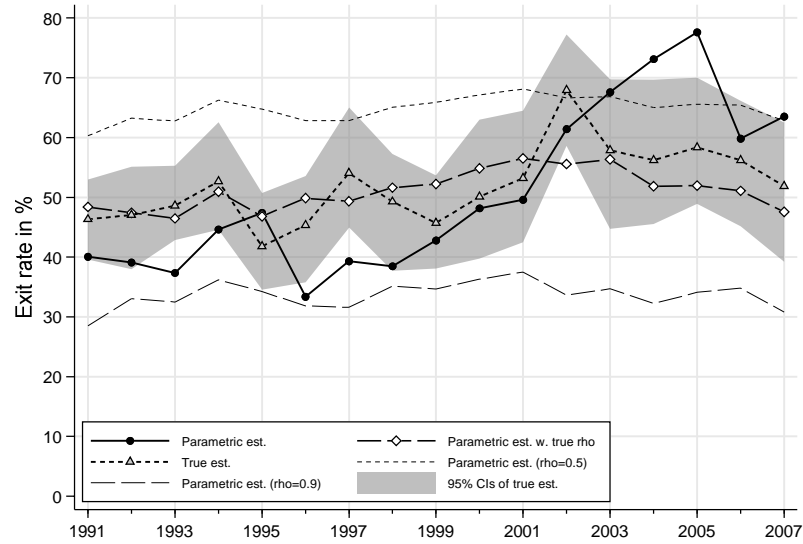 Exit rate in %
80
70
60
50
40
30
20
10
0
Parametric est.
Parametric est. w. true rho
True est.
Parametric est. (rho=0.5)
Parametric est. (rho=0.9)
95% CIs of true est.
1991 1993 1995 1997 1999 2001 2003 2005 2007